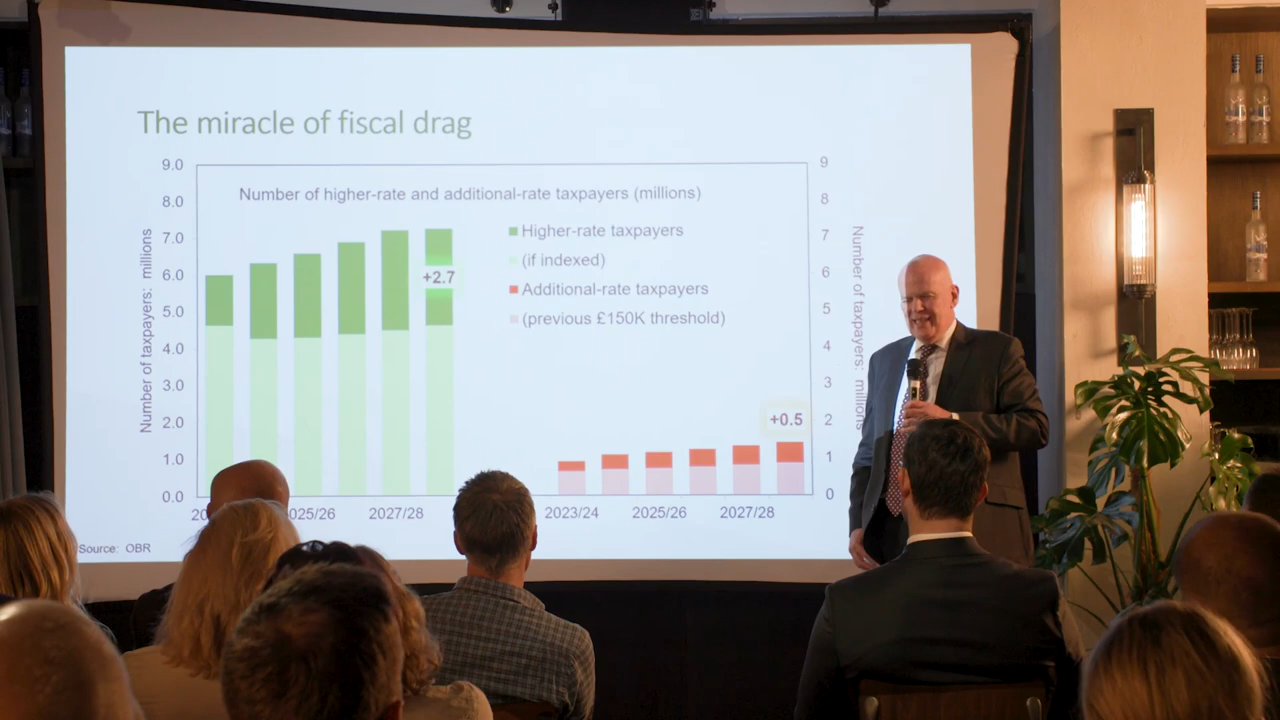 The miracle of fiscal drag
Number of higher-rate and additional-rate taxpayers (millions)
Higher-rate taxpayers
(if indexed)
Additional-rate taxpayers
(previous £150K threshold)
9.0
8.0
7.0
6.0
5.0
4.0
3.0
2.0
1.0
0.0
Number of taxpayers: millions
+2.7
+0.5
9
8
7
6
5
4
3
2
1
0
Number of taxpayers: millions
2027/28
2023/24
2025/26
2027/28
Source: OBR